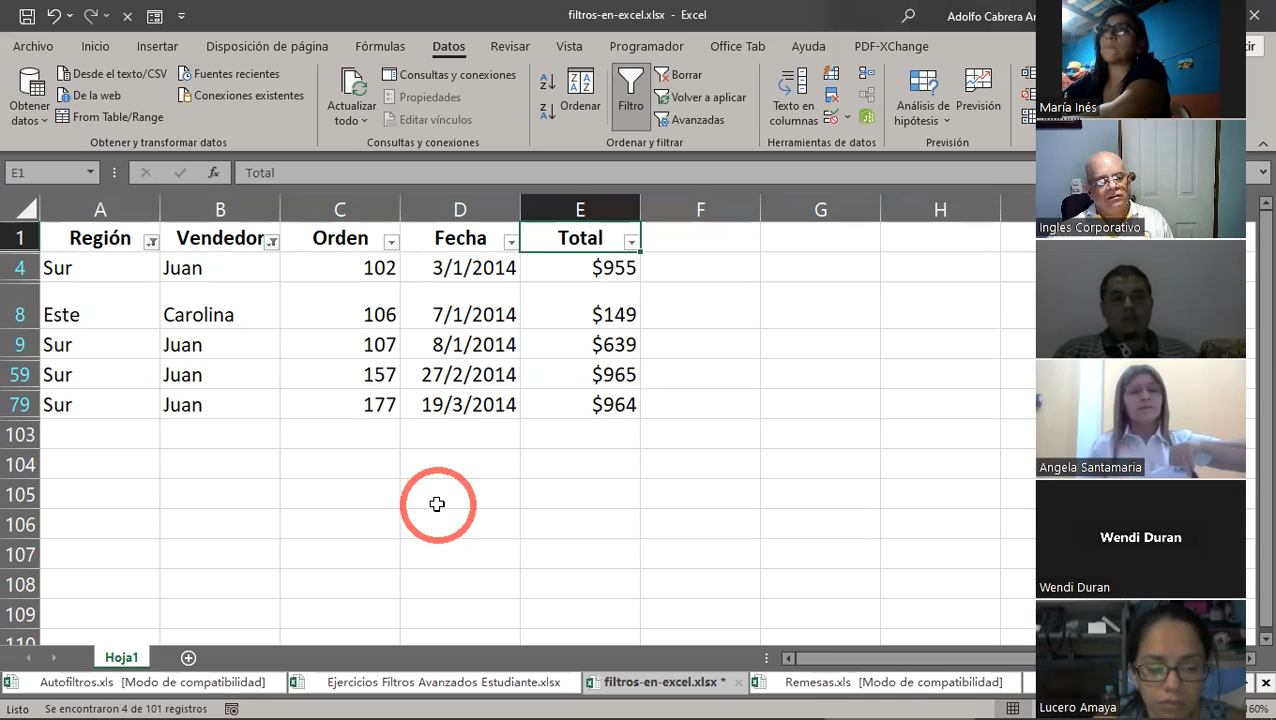 filtros-en-excel.xlsx - Excel
Adolfo Cabrera Ar
Archivo Inicio Insertar Disposición de página Fórmulas Datos Revisar Vista Programador Office Tab Ayuda PDF-XChange
Obtener datos
Desde el texto/CSV
De la web
From Table/Range
Fuentes recientes
Conexiones existentes
Obtener y transformar datos
Actualizar todo
Consultas y conexiones
Propiedades
Editar vínculos
Consultas y conexiones
Ordenar
Filtro
Borrar
Volver a aplicar
Avanzadas
Ordenar y filtrar
Texto en columnas
Herramientas de datos
Análisis de hipótesis
Previsión
Previsión
E1 fx Total
A B C D E F G H
1 Región Vendedor Orden Fecha Total
4 Sur Juan 102 3/1/2014 $955
8 Este Carolina 106 7/1/2014 $149
9 Sur Juan 107 8/1/2014 $639
59 Sur Juan 157 27/2/2014 $965
79 Sur Juan 177 19/3/2014 $964
103
104
105
106
107
108
109
110
Hoja1
Autofiltros.xls [Modo de compatibilidad] Ejercicios Filtros Avanzados Estudiante.xlsx filtros-en-excel.xlsx * Remesas.xls [Modo de compatibilidad]
Listo Se encontraron 4 de 101 registros 160%
María Inés
Ingles Corporativo
Angela Santamaria
Wendi Duran
Wendi Duran
Lucero Amaya